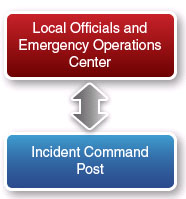 Local Officials and
Emergency Operations
Center
Incident Command
Post